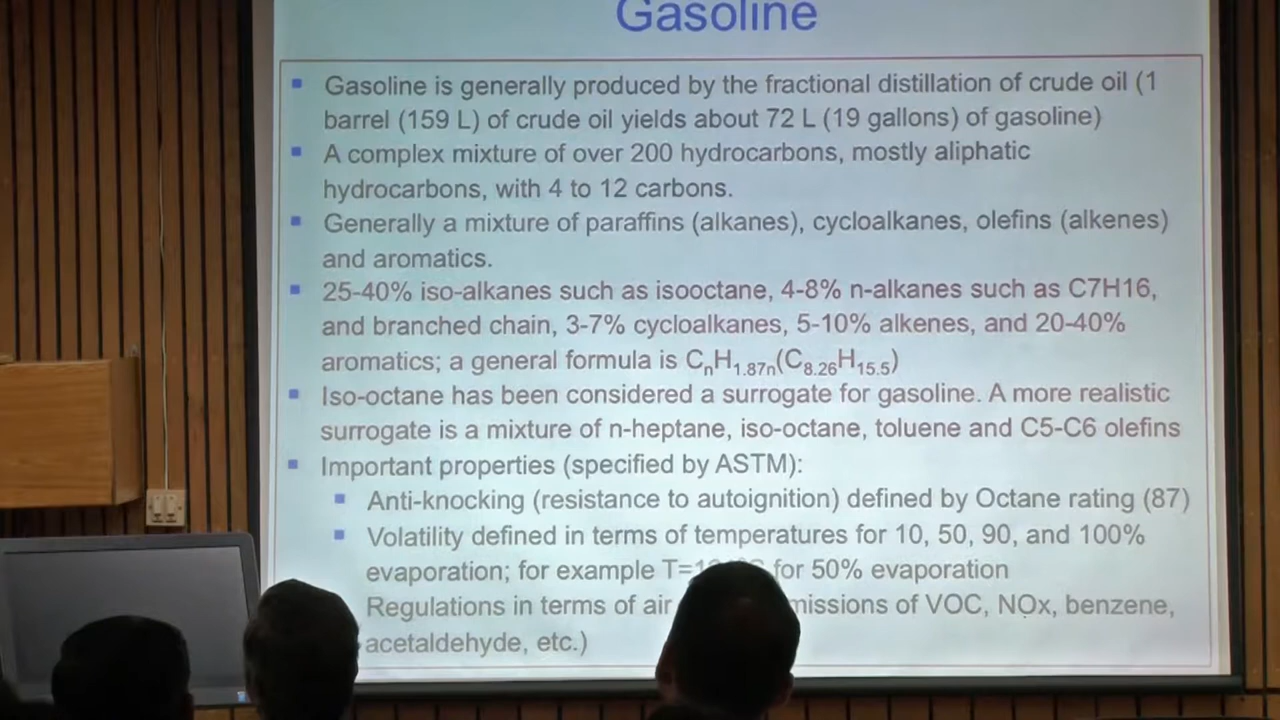 Gasoline
▪ Gasoline is generally produced by the fractional distillation of crude oil (1
barrel (159 L) of crude oil yields about 72 L (19 gallons) of gasoline)
▪ A complex mixture of over 200 hydrocarbons, mostly aliphatic
hydrocarbons, with 4 to 12 carbons.
▪ Generally a mixture of paraffins (alkanes), cycloalkanes, olefins (alkenes)
and aromatics.
▪ 25-40% iso-alkanes such as isooctane, 4-8% n-alkanes such as C7H16,
and branched chain, 3-7% cycloalkanes, 5-10% alkenes, and 20-40%
aromatics; a general formula is CₙH₁.₈₇ₙ(C₈.₂₆H₁₅.₅)
▪ Iso-octane has been considered a surrogate for gasoline. A more realistic
surrogate is a mixture of n-heptane, iso-octane, toluene and C5-C6 olefins
▪ Important properties (specified by ASTM):
▪ Anti-knocking (resistance to autoignition) defined by Octane rating (87)
▪ Volatility defined in terms of temperatures for 10, 50, 90, and 100%
evaporation; for example for 50% evaporation
Regulations in terms of air of VOC, NOx, benzene,
acetaldehyde, etc.)